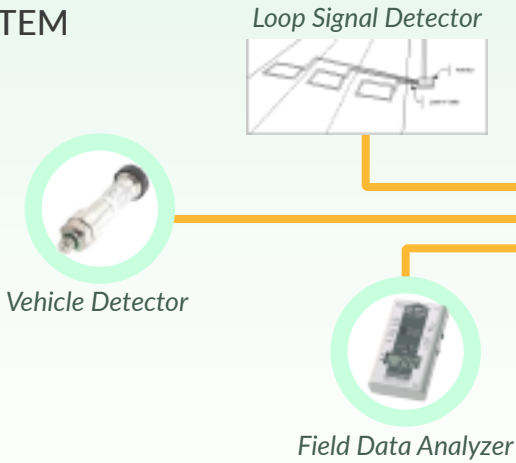 TEM
Loop Signal Detector
Vehicle Detector
Field Data Analyzer